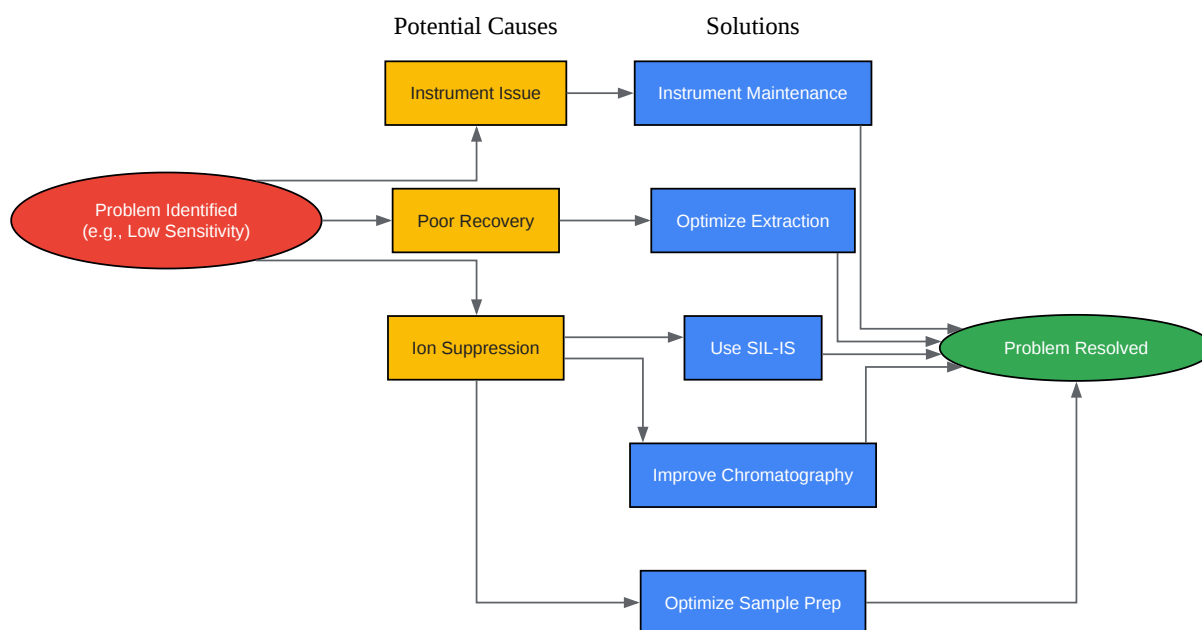 Potential Causes
Solutions
Instrument Issue
Instrument Maintenance
Problem Identified
(e.g., Low Sensitivity)
Poor Recovery
Optimize Extraction
Ion Suppression
Use SIL-IS
Problem Resolved
Improve Chromatography
Optimize Sample Prep